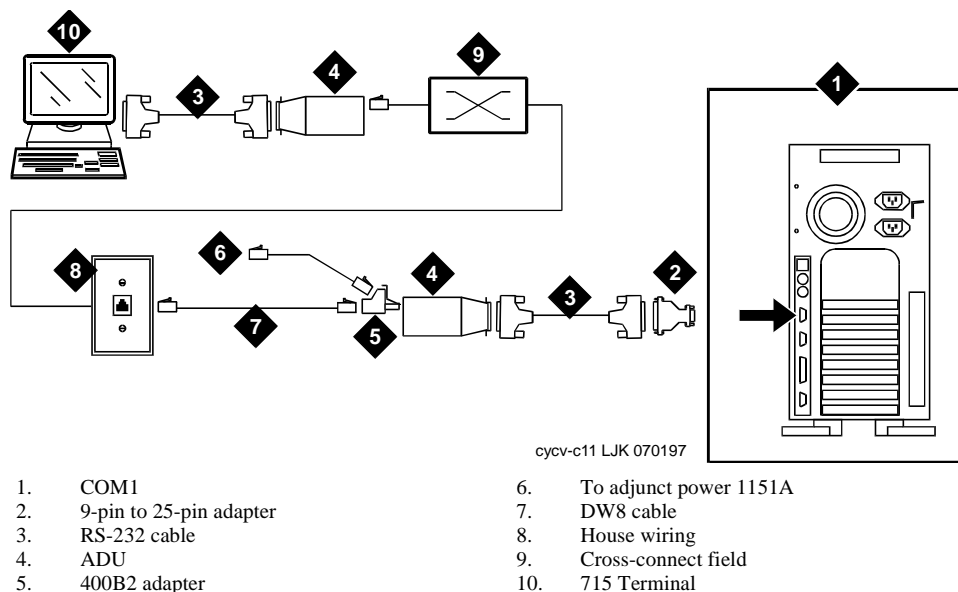 10
3
4
9
1
8
6
7
5
4
3
2
cycv-c11 LJK 070197
1. COM1
2. 9-pin to 25-pin adapter
3. RS-232 cable
4. ADU
5. 400B2 adapter
6. To adjunct power 1151A
7. DW8 cable
8. House wiring
9. Cross-connect field
10. 715 Terminal